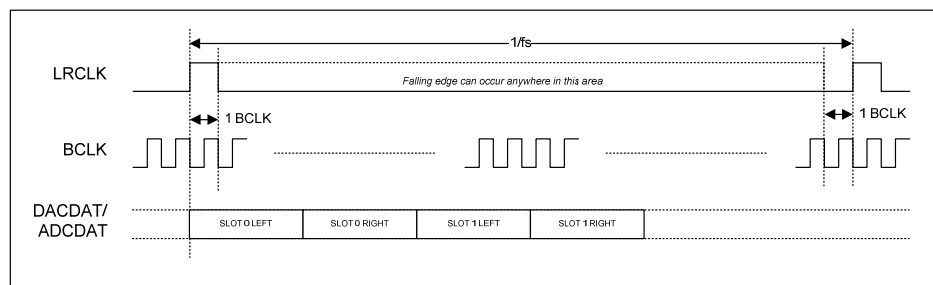 1/fs
LRCLK
Falling edge can occur anywhere in this area
1 BCLK
1 BCLK
BCLK
DACDAT/
ADCDAT
SLOT 0 LEFT
SLOT 0 RIGHT
SLOT 1 LEFT
SLOT 1 RIGHT